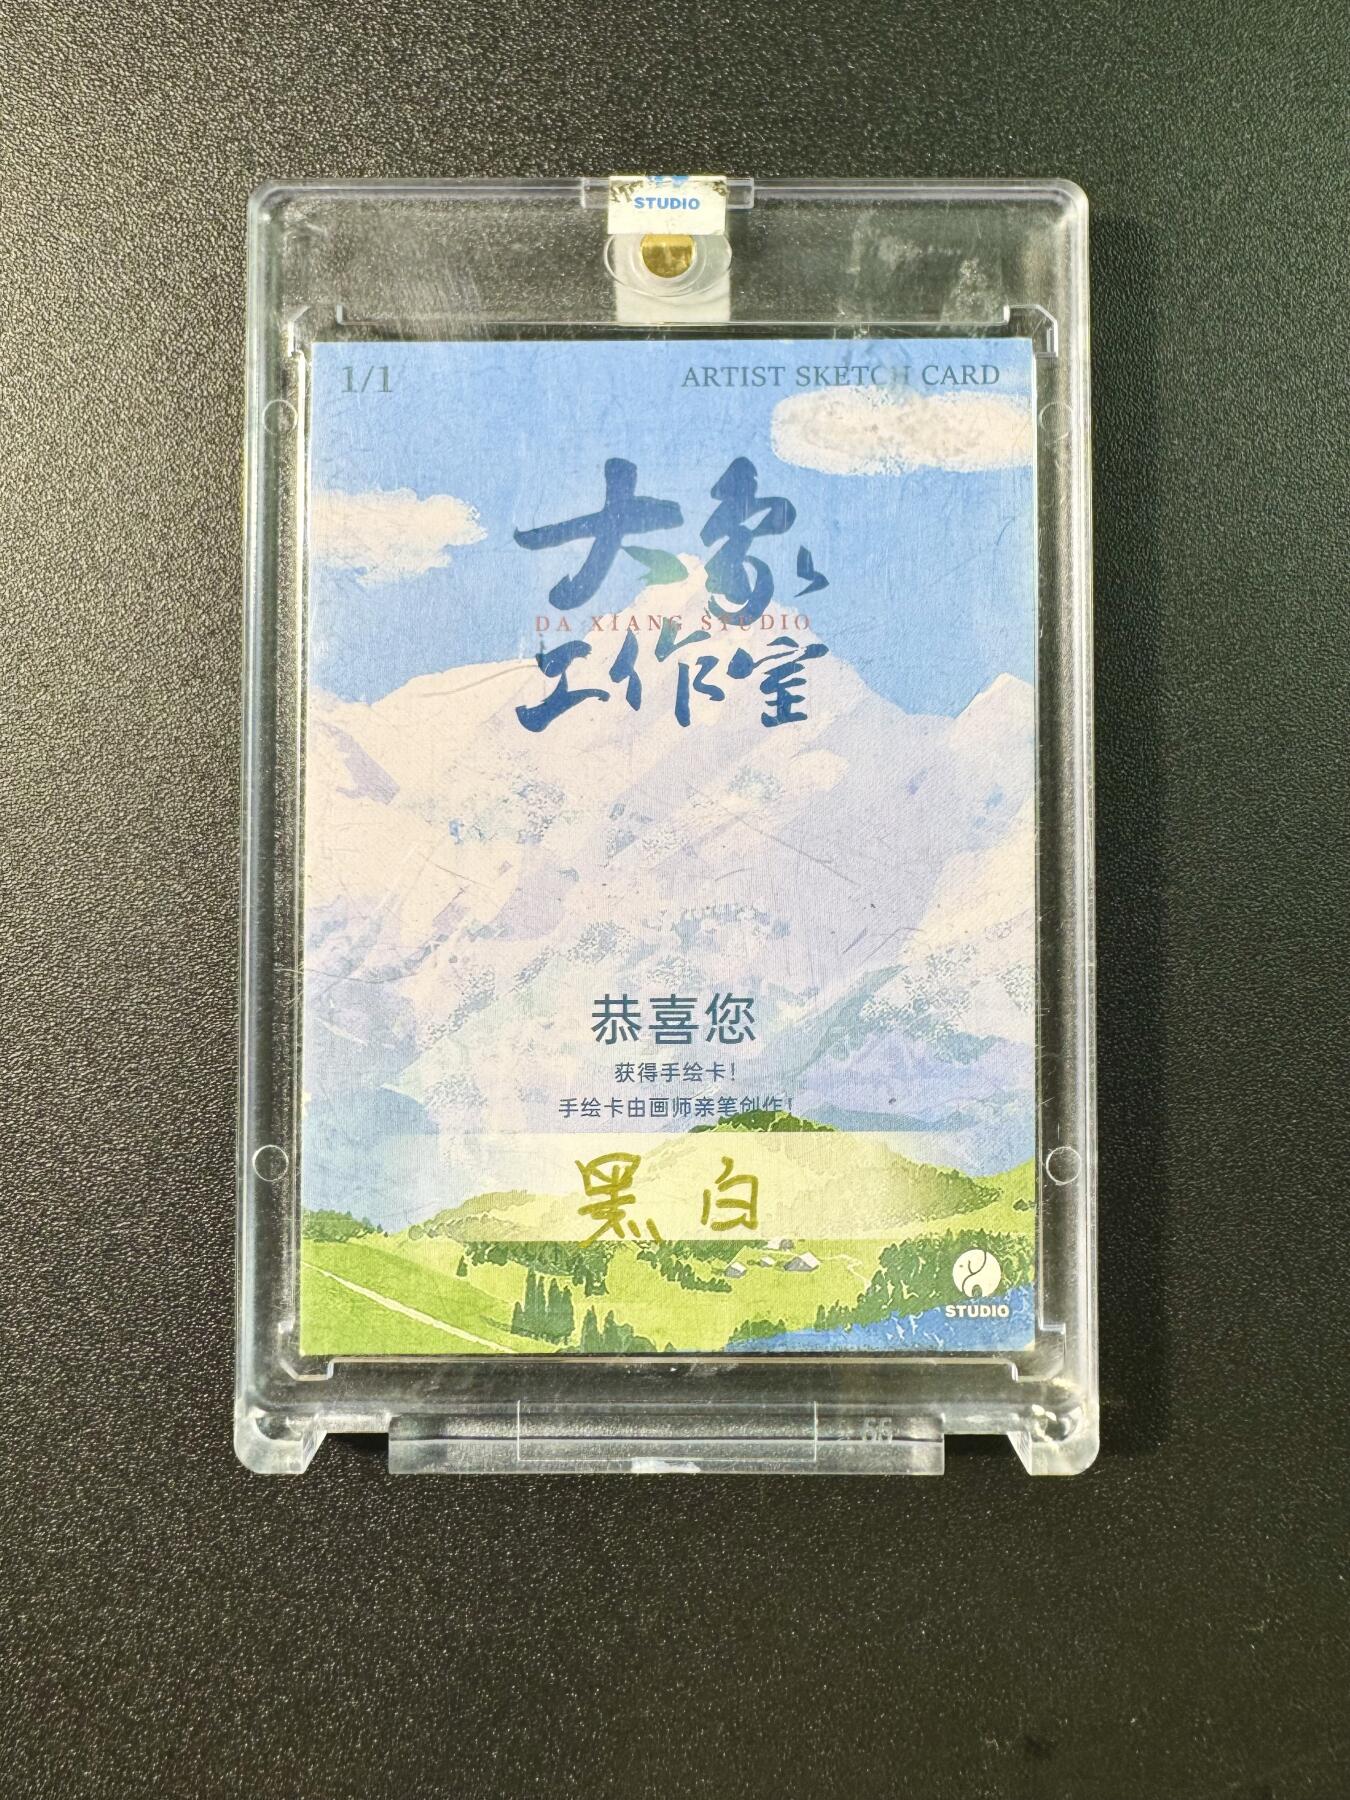 STUDIO
1/1 ARTIST SKETCH CARD
大象
DA XIANG STUDIO
工作室
恭喜您
获得手绘卡！
手绘卡由画师亲笔创作！
黑白
STUDIO